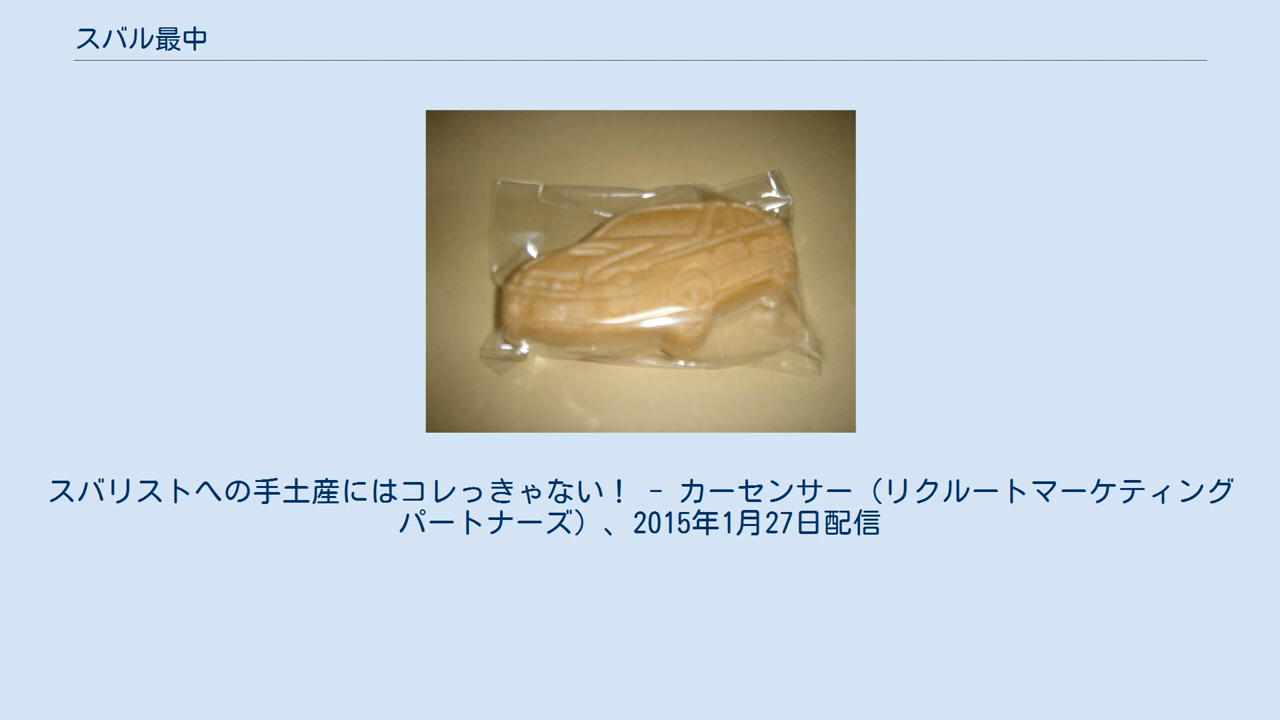 スバル最中
スバリストへの手土産にはコレっきゃない！ - カーセンサー（リクルートマーケティング
パートナーズ）、2015年1月27日配信